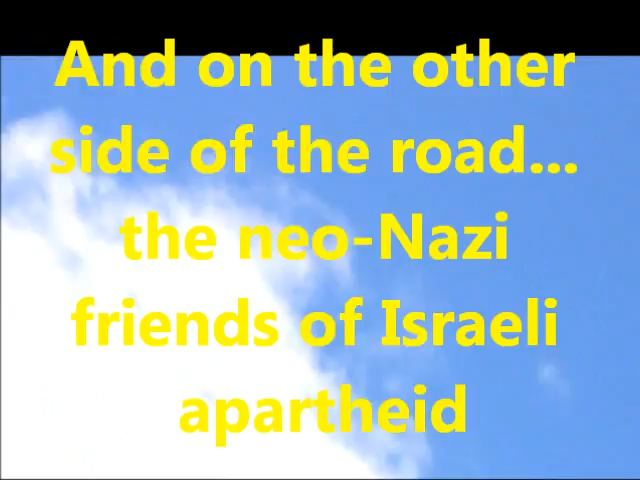 And on the other
side of the road...
the neo-Nazi
friends of Israeli
apartheid